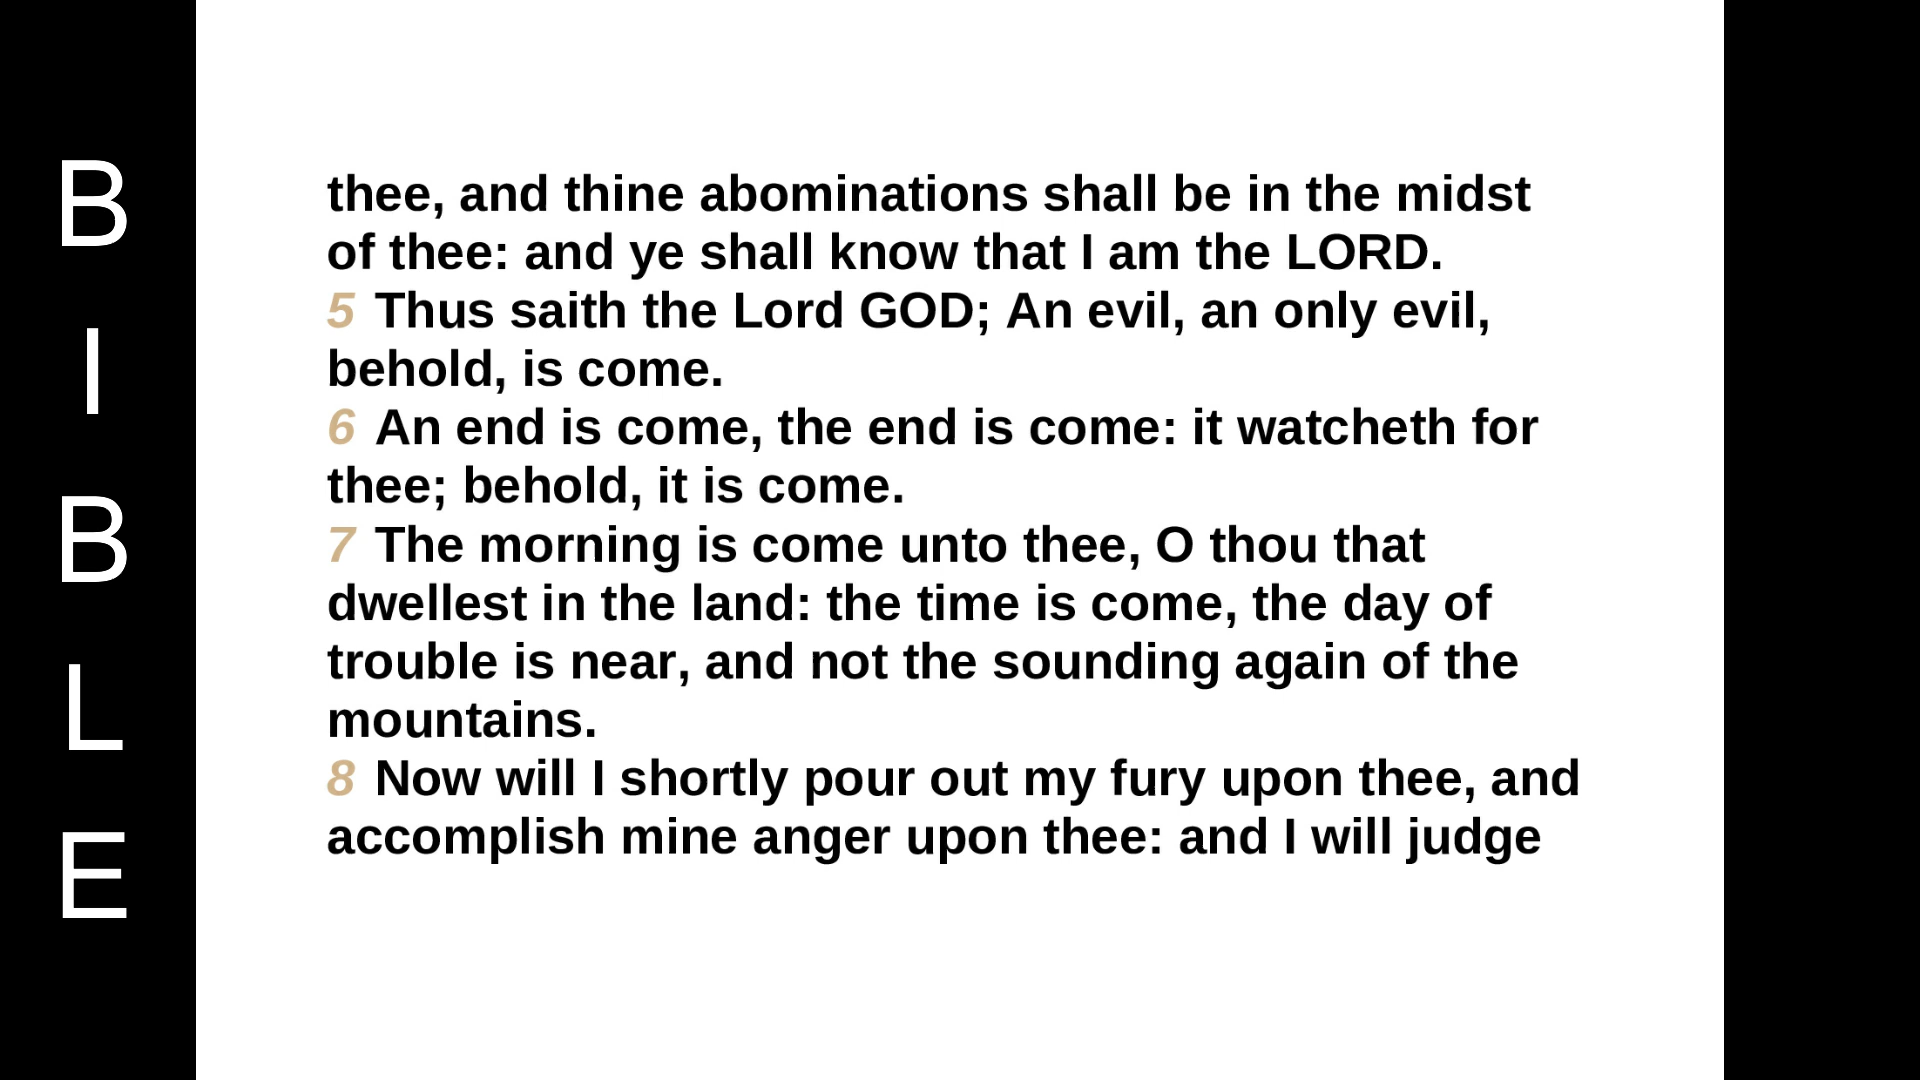 BIBLE
thee, and thine abominations shall be in the midst
of thee: and ye shall know that I am the LORD.
5 Thus saith the Lord GOD; An evil, an only evil,
behold, is come.
6 An end is come, the end is come: it watcheth for
thee; behold, it is come.
7 The morning is come unto thee, O thou that
dwellest in the land: the time is come, the day of
trouble is near, and not the sounding again of the
mountains.
8 Now will I shortly pour out my fury upon thee, and
accomplish mine anger upon thee: and I will judge